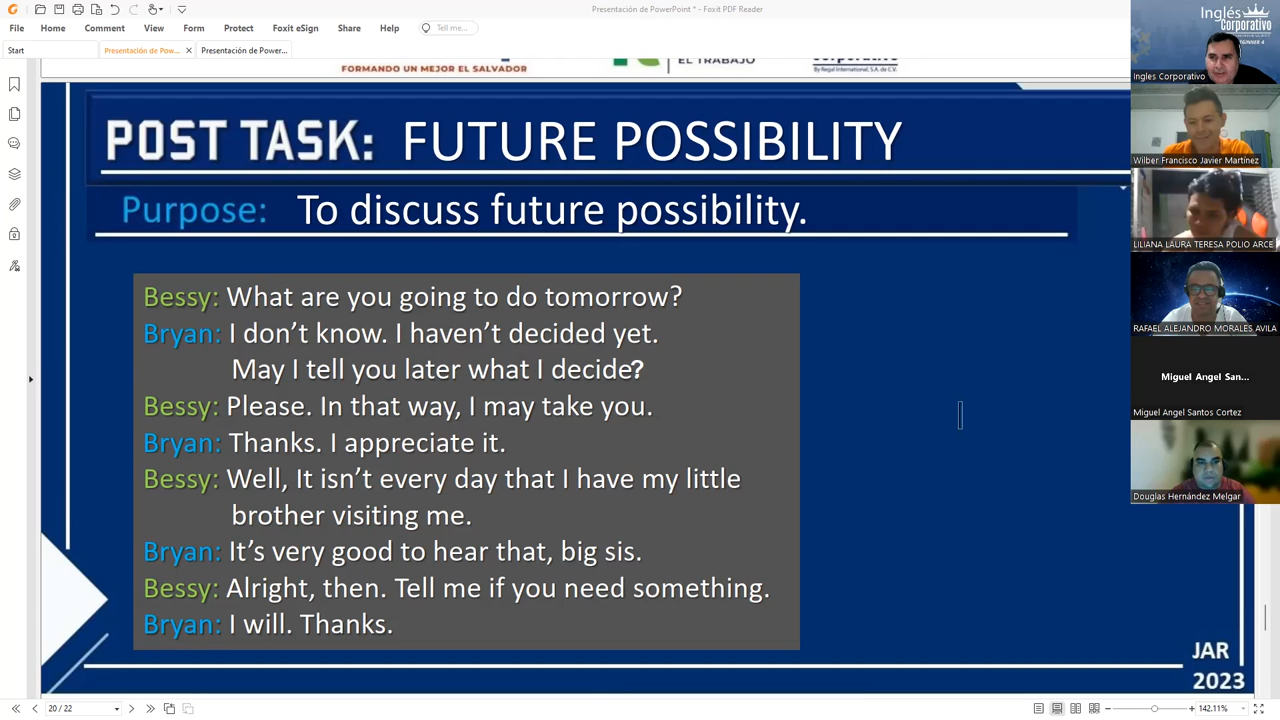 Presentación de PowerPoint * - Foxit PDF Reader
File Home Comment View Form Protect Foxit eSign Share Help Tell me...
Start Presentación de Pow... Presentación de Power...
FORMANDO UN MEJOR EL SALVADOR
EL TRABAJO
By Regal International, S.A. de C.V.
POST TASK: FUTURE POSSIBILITY
Purpose: To discuss future possibility.
Bessy: What are you going to do tomorrow?
Bryan: I don’t know. I haven’t decided yet.
May I tell you later what I decide?
Bessy: Please. In that way, I may take you.
Bryan: Thanks. I appreciate it.
Bessy: Well, It isn’t every day that I have my little
brother visiting me.
Bryan: It’s very good to hear that, big sis.
Bessy: Alright, then. Tell me if you need something.
Bryan: I will. Thanks.
JAR
2023
Inglés
Corporativo
Ingles Corporativo
Wilber Francisco Javier Martínez
LILIANA LAURA TERESA POLIO ARCE
RAFAEL ALEJANDRO MORALES AVILA
Miguel Angel San...
Miguel Angel Santos Cortez
Douglas Hernández Melgar
20 / 22
142.11%